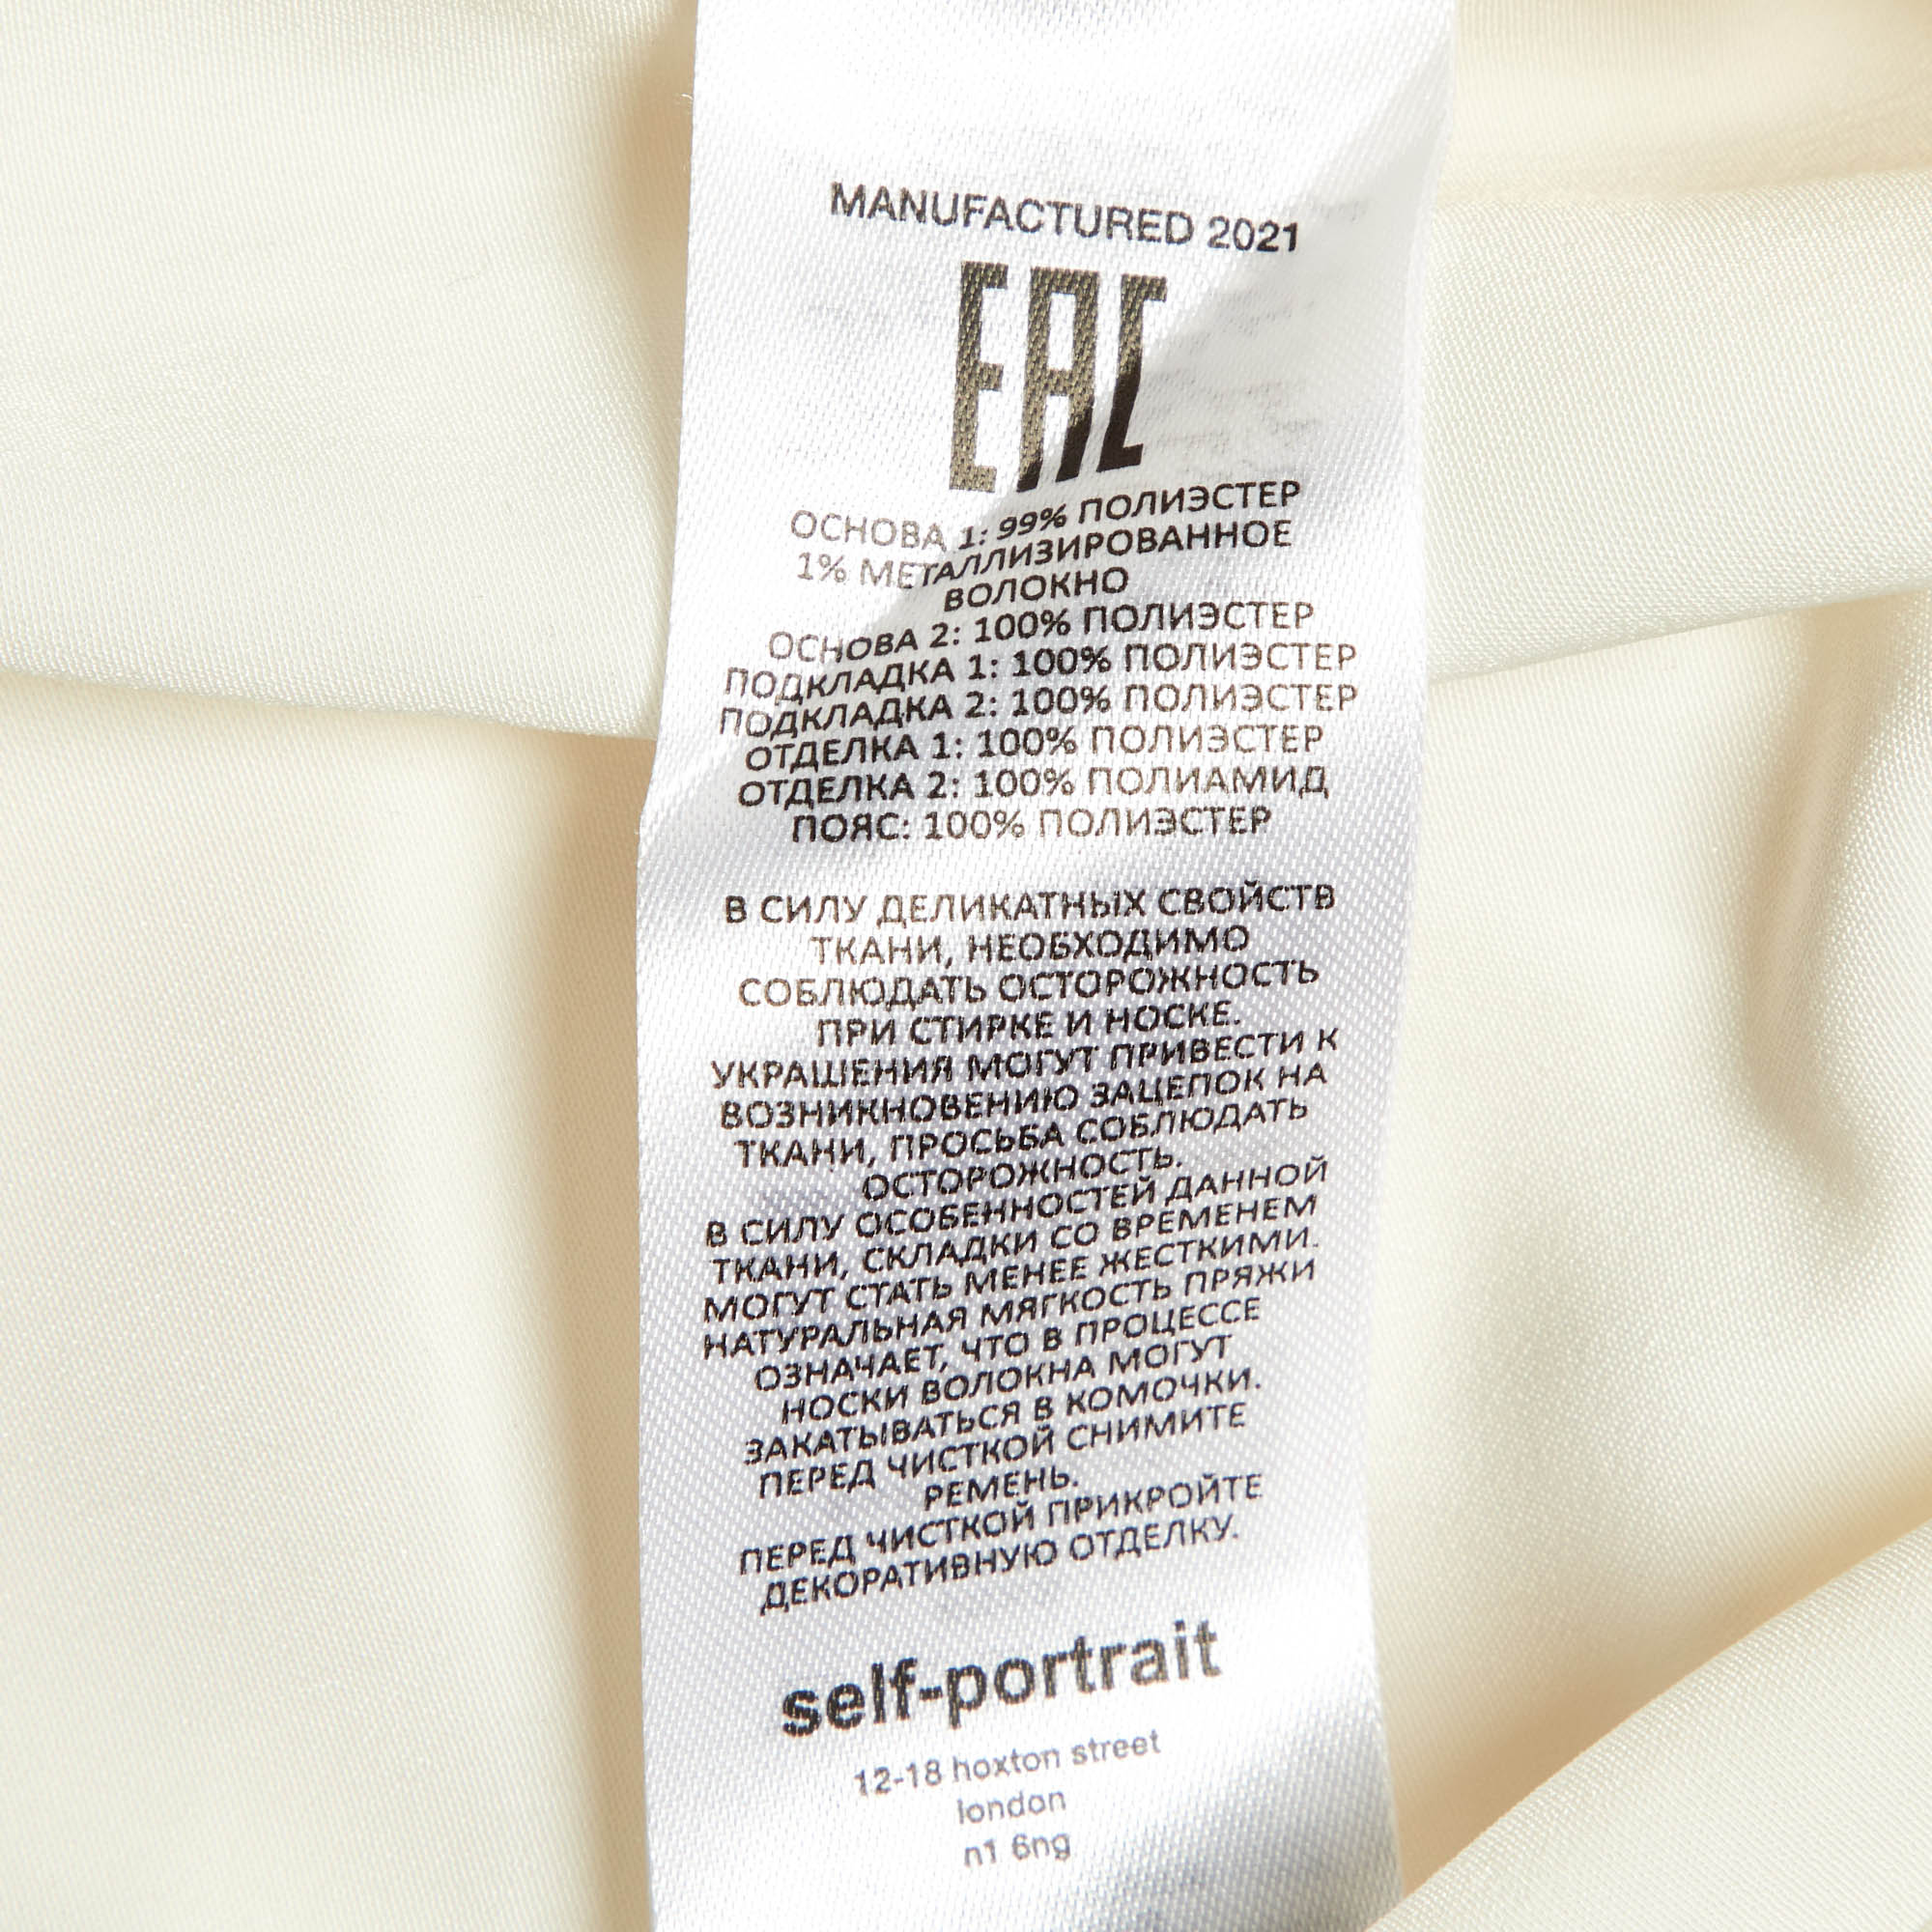 MANUFACTURED 2021
EAC
ОСНОВА 1: 99% ПОЛИЭСТЕР
1% МЕТАЛЛИЗИРОВАННОЕ
ВОЛОКНО
ОСНОВА 2: 100% ПОЛИЭСТЕР
ПОДКЛАДКА 1: 100% ПОЛИЭСТЕР
ПОДКЛАДКА 2: 100% ПОЛИЭСТЕР
ОТДЕЛКА 1: 100% ПОЛИЭСТЕР
ОТДЕЛКА 2: 100% ПОЛИАМИД
ПОЯС: 100% ПОЛИЭСТЕР
В СИЛУ ДЕЛИКАТНЫХ СВОЙСТВ
ТКАНИ, НЕОБХОДИМО
СОБЛЮДАТЬ ОСТОРОЖНОСТЬ
ПРИ СТИРКЕ И НОСКЕ.
УКРАШЕНИЯ МОГУТ ПРИВЕСТИ К
ВОЗНИКНОВЕНИЮ ЗАЦЕПОК НА
ТКАНИ, ПРОСЬБА СОБЛЮДАТЬ
ОСТОРОЖНОСТЬ.
В СИЛУ ОСОБЕННОСТЕЙ ДАННОЙ
ТКАНИ, СКЛАДКИ СО ВРЕМЕНЕМ
МОГУТ СТАТЬ МЕНЕЕ ЖЕСТКИМИ.
НАТУРАЛЬНАЯ МЯГКОСТЬ ПРЯЖИ
ОЗНАЧАЕТ, ЧТО В ПРОЦЕССЕ
НОСКИ ВОЛОКНА МОГУТ
ЗАКАТЫВАТЬСЯ В КОМОЧКИ.
ПЕРЕД ЧИСТКОЙ СНИМИТЕ
РЕМЕНЬ.
ПЕРЕД ЧИСТКОЙ ПРИКРОЙТЕ
ДЕКОРАТИВНУЮ ОТДЕЛКУ.
self-portrait
12-18 hoxton street
london
n1 6ng